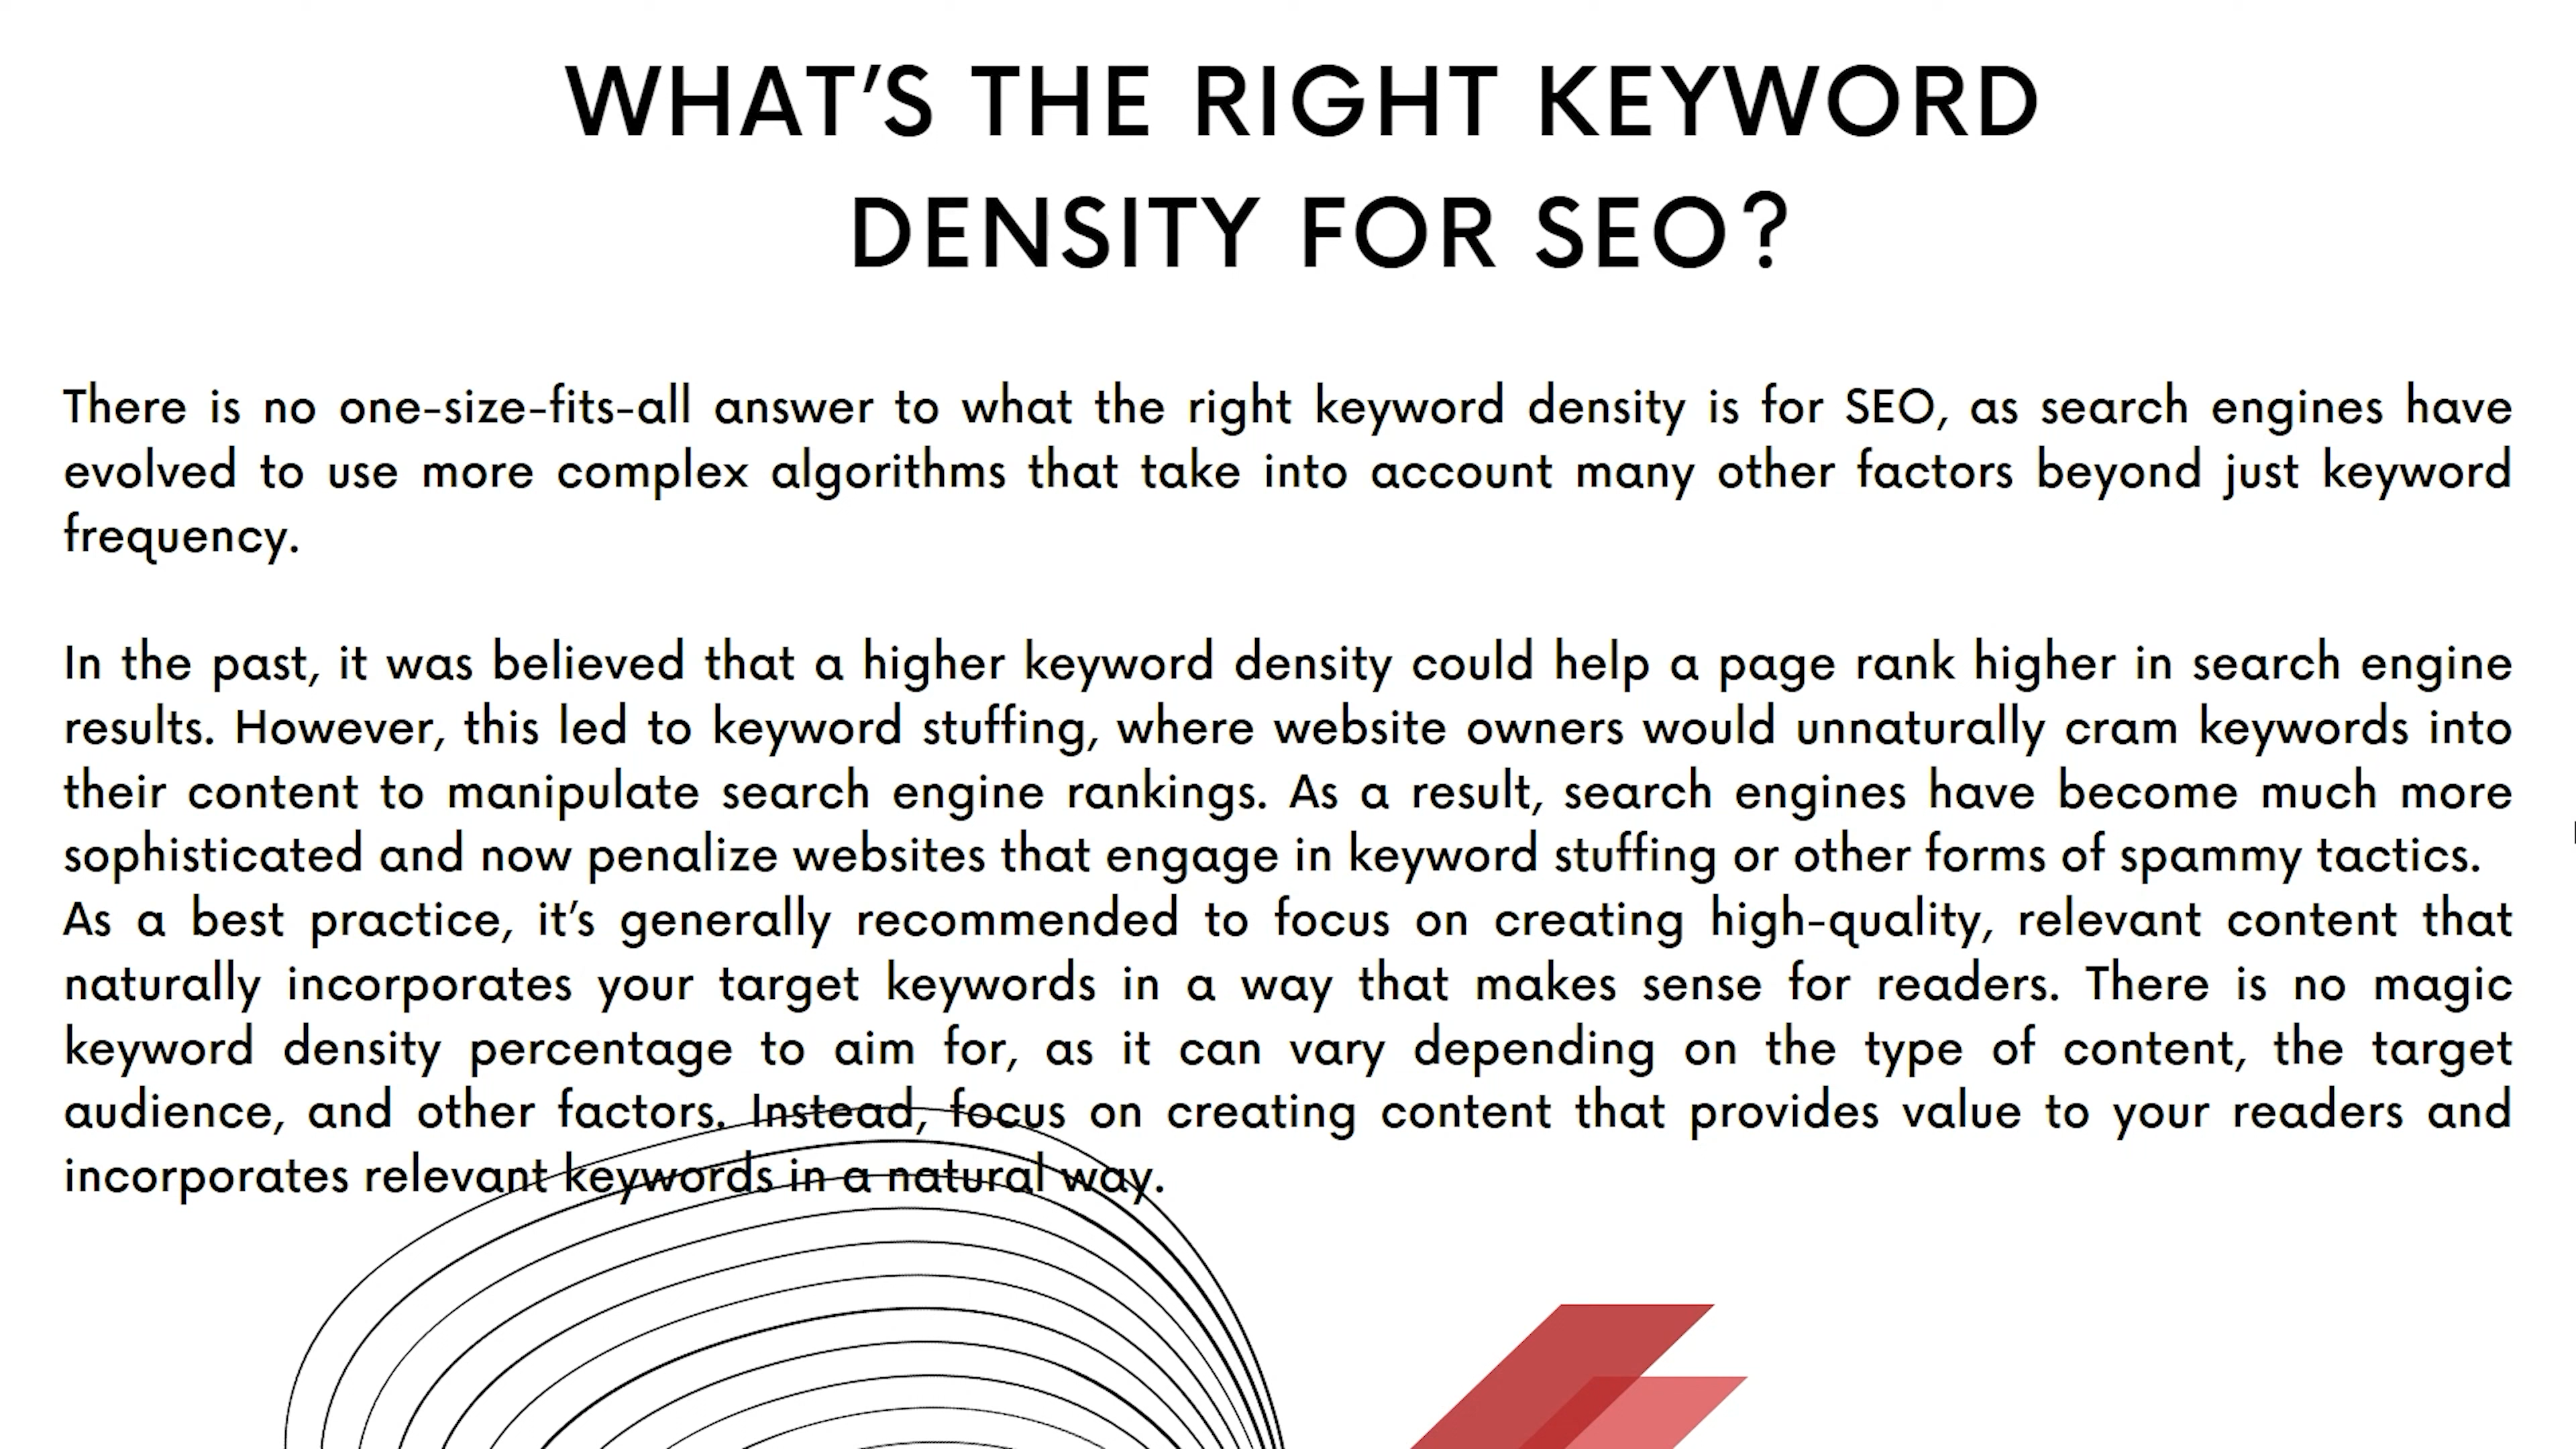 WHAT'S THE RIGHT KEYWORD
DENSITY FOR SEO?
There is no one-size-fits-all answer to what the right keyword density is for SEO, as search engines have
evolved to use more complex algorithms that take into account many other factors beyond just keyword
frequency.
In the past, it was believed that a higher keyword density could help a page rank higher in search engine
results. However, this led to keyword stuffing, where website owners would unnaturally cram keywords into
their content to manipulate search engine rankings. As a result, search engines have become much more
sophisticated and now penalize websites that engage in keyword stuffing or other forms of spammy tactics.
As a best practice, it's generally recommended to focus on creating high-quality, relevant content that
naturally incorporates your target keywords in a way that makes sense for readers. There is no magic
keyword density percentage to aim for, as it can vary depending on the type of content, the target
audience, and other factors. Instead, focus on creating content that provides value to your readers and
incorporates relevant keywords in a natural way.